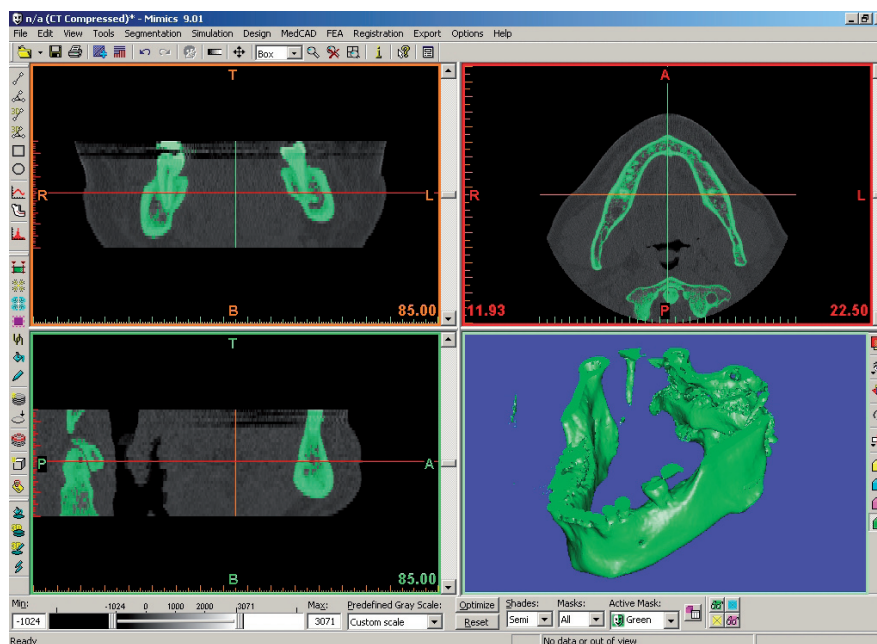 n/a (CT Compressed)* - Mimics 9.01
File Edit View Tools Segmentation Simulation Design MedCAD FEA Registration Export Options Help
Box
T
R
L
B
85.00
A
R
L
P
11.93
22.50
T
P
A
B
85.00
Min:
-1024 0 1000 2000 3071
Max:
Predefined Gray Scale:
Optimize
Shades:
Masks:
Active Mask:
-1024
3071
Custom scale
Reset
Semi
All
Green
Ready
No data or out of view